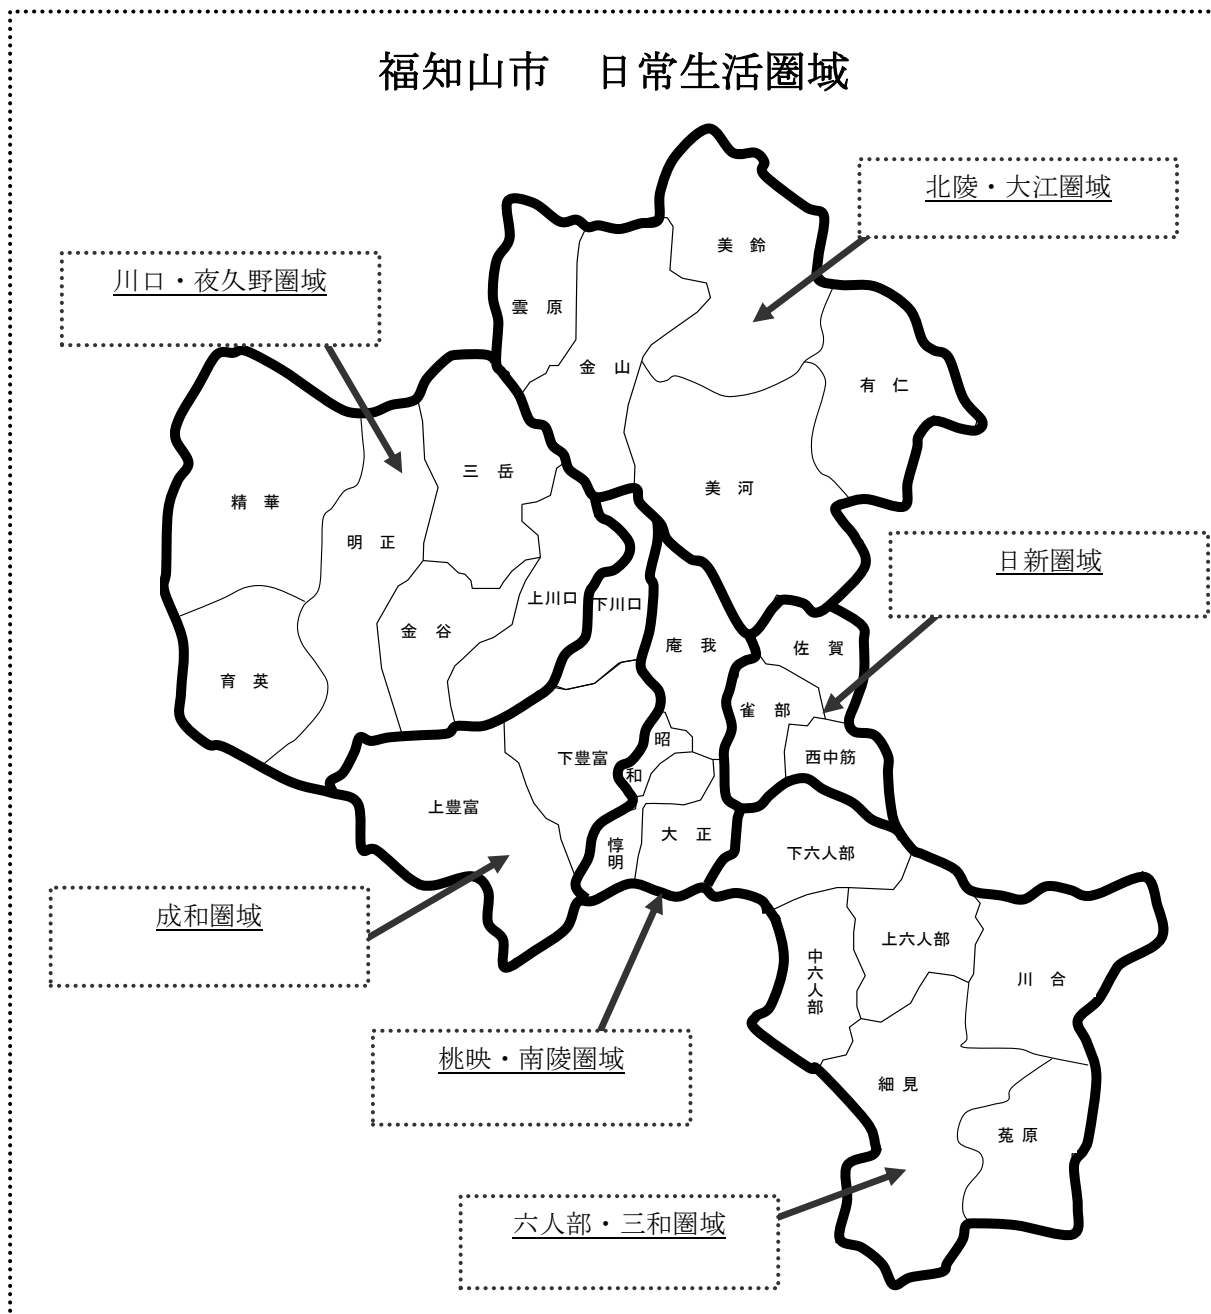 福知山市　日常生活圏域
北陵・大江圏域
美 鈴
川口・夜久野圏域
雲 原
金 山
有 仁
三 岳
美 河
精 華
明 正
日新圏域
上川口
下川口
金 谷
庵 我
佐 賀
育 英
雀 部
昭
和
下豊富
西中筋
上豊富
大 正
惇明
下六人部
成和圏域
上六人部
中六人部
川 合
桃映・南陵圏域
細 見
菟 原
六人部・三和圏域